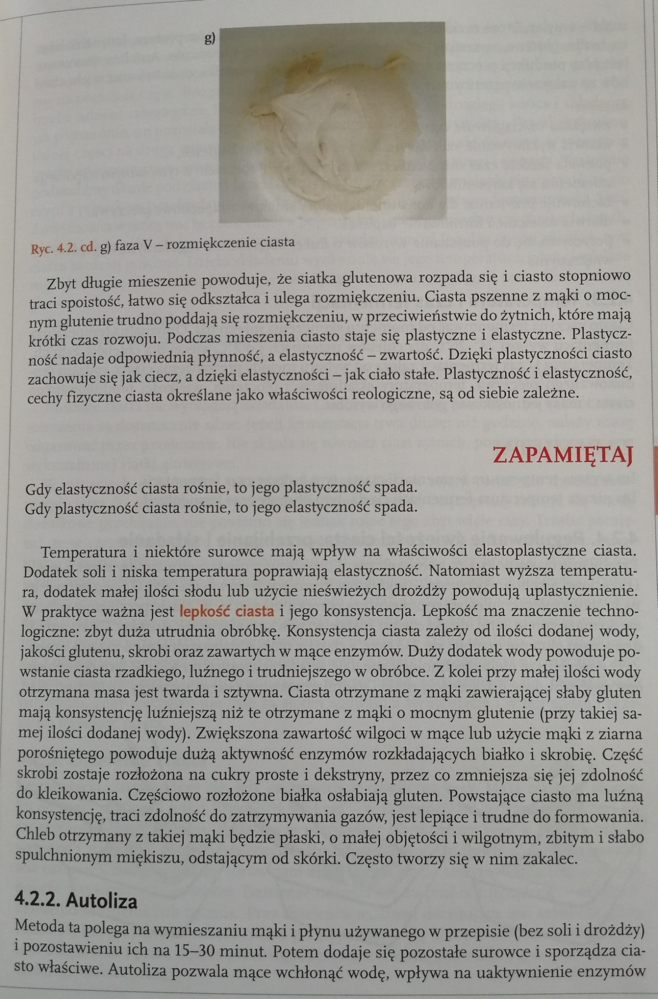 g)
Ryc. 4.2. cd. g) faza V – rozmiękczenie ciasta
Zbyt długie mieszenie powoduje, że siatka glutenowa rozpada się i ciasto stopniowo
traci spoistość, łatwo się odkształca i ulega rozmiękczeniu. Ciasta pszenne z mąki o moc-
nym glutenie trudno poddają się rozmiękczeniu, w przeciwieństwie do żytnich, które mają
krótki czas rozwoju. Podczas mieszenia ciasto staje się plastyczne i elastyczne. Plastycz-
ność nadaje odpowiednią płynność, a elastyczność – zwartość. Dzięki plastyczności ciasto
zachowuje się jak ciecz, a dzięki elastyczności – jak ciało stałe. Plastyczność i elastyczność,
cechy fizyczne ciasta określane jako właściwości reologiczne, są od siebie zależne.
ZAPAMIĘTAJ
Gdy elastyczność ciasta rośnie, to jego plastyczność spada.
Gdy plastyczność ciasta rośnie, to jego elastyczność spada.
Temperatura i niektóre surowce mają wpływ na właściwości elastoplastyczne ciasta.
Dodatek soli i niska temperatura poprawiają elastyczność. Natomiast wyższa temperatu-
ra, dodatek małej ilości słodu lub użycie nieświeżych drożdży powodują uplastycznienie.
W praktyce ważna jest lepkość ciasta i jego konsystencja. Lepkość ma znaczenie techno-
logiczne: zbyt duża utrudnia obróbkę. Konsystencja ciasta zależy od ilości dodanej wody,
jakości glutenu, skrobi oraz zawartych w mące enzymów. Duży dodatek wody powoduje po-
wstanie ciasta rzadkiego, luźnego i trudniejszego w obróbce. Z kolei przy małej ilości wody
otrzymana masa jest twarda i sztywna. Ciasta otrzymane z mąki zawierającej słaby gluten
mają konsystencję luźniejszą niż te otrzymane z mąki o mocnym glutenie (przy takiej sa-
mej ilości dodanej wody). Zwiększona zawartość wilgoci w mące lub użycie mąki z ziarna
porośniętego powoduje dużą aktywność enzymów rozkładających białko i skrobię. Część
skrobi zostaje rozłożona na cukry proste i dekstryny, przez co zmniejsza się jej zdolność
do kleikowania. Częściowo rozłożone białka osłabiają gluten. Powstające ciasto ma luźną
konsystencję, traci zdolność do zatrzymywania gazów, jest lepiące i trudne do formowania.
Chleb otrzymany z takiej mąki będzie płaski, o małej objętości i wilgotnym, zbitym i słabo
spulchnionym miękiszu, odstającym od skórki. Często tworzy się w nim zakalec.
4.2.2. Autoliza
Metoda ta polega na wymieszaniu mąki i płynu używanego w przepisie (bez soli i drożdży)
i pozostawieniu ich na 15–30 minut. Potem dodaje się pozostałe surowce i sporządza cia-
sto właściwe. Autoliza pozwala mące wchłonąć wodę, wpływa na uaktywnienie enzymów